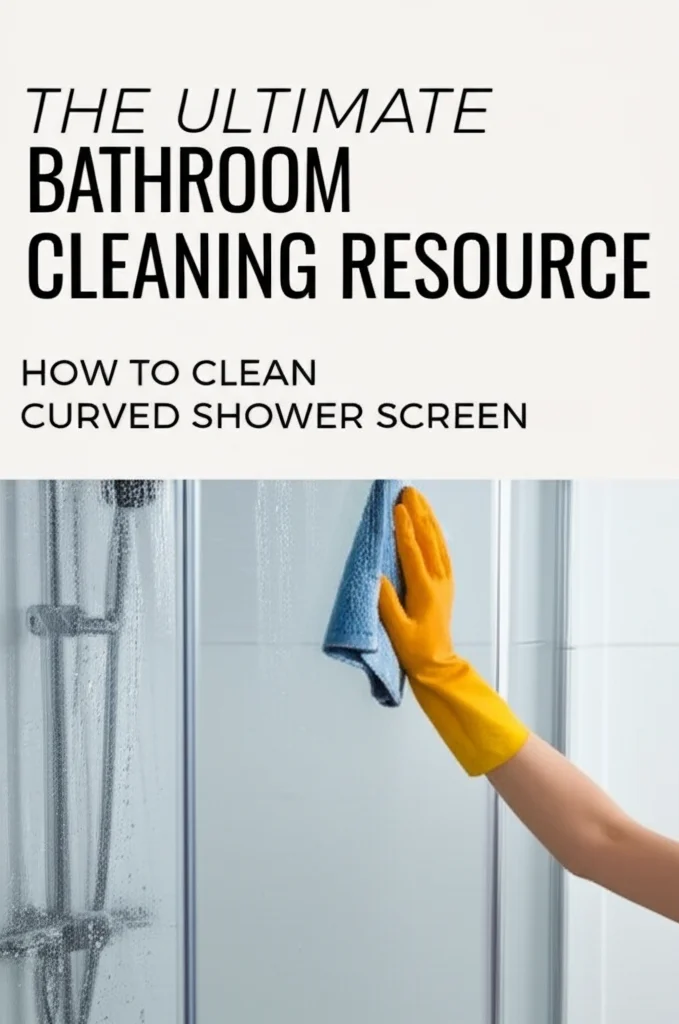 THE ULTIMATE
BATHROOM
CLEANING RESOURCE
HOW TO CLEAN
CURVED SHOWER SCREEN